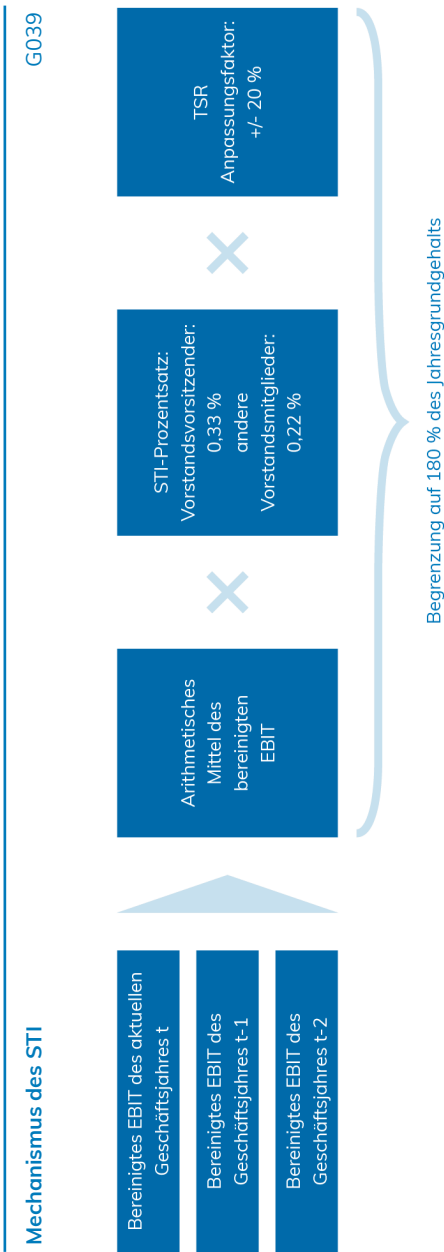 Mechanismus des STI
G039
Bereinigtes EBIT des aktuellen
Geschäftsjahres t
Bereinigtes EBIT des
Geschäftsjahres t-1
Bereinigtes EBIT des
Geschäftsjahres t-2
Arithmetisches
Mittel des
bereinigten
EBIT
×
STI-Prozentsatz:
Vorstandsvorsitzender:
0,33 %
andere
Vorstandsmitglieder:
0,22 %
×
TSR
Anpassungsfaktor:
+/- 20 %
Begrenzung auf 180 % des Jahresgrundgehalts